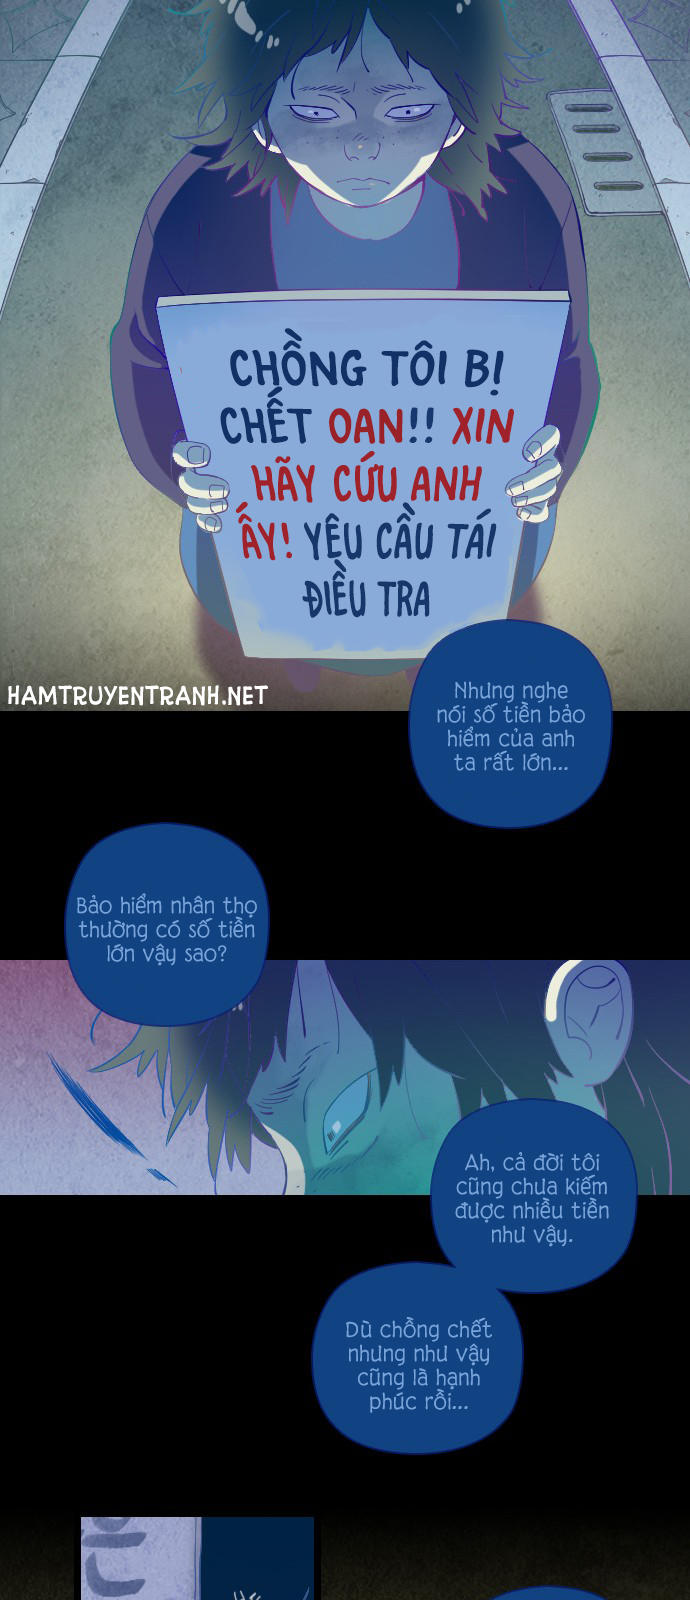 CHỒNG TÔI BỊ
CHẾT OAN!! XIN
HÃY CỨU ANH
ẤY! YÊU CẦU TÁI
ĐIỀU TRA
HAMTRUYENTRANH.NET
Nhưng nghe
nói số tiền bảo
hiểm của anh
ta rất lớn...
Bảo hiểm nhân thọ
thường có số tiền
lớn vậy sao?
Ah, cả đời tôi
cũng chưa kiếm
được nhiều tiền
như vậy.
Dù chồng chết
nhưng như vậy
cũng là hạnh
phúc rồi...